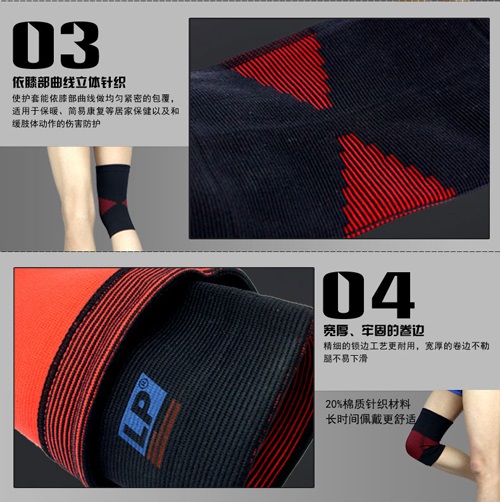 03
依膝部曲线立体针织
使护套能依膝部曲线做均匀紧密的包覆，
适用于保暖、简易康复等居家保健以及和
缓肢体动作的伤害防护
LP®
04
宽厚、牢固的卷边
精细的锁边工艺更耐用，宽厚的卷边不勒
腿不易下滑
20%棉质针织材料
长时间佩戴更舒适